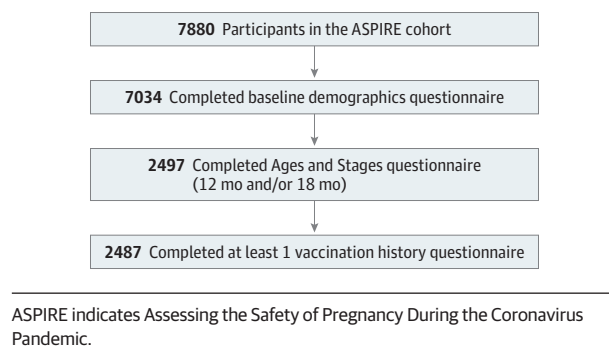 7880 Participants in the ASPIRE cohort
7034 Completed baseline demographics questionnaire
2497 Completed Ages and Stages questionnaire
(12 mo and/or 18 mo)
2487 Completed at least 1 vaccination history questionnaire
ASPIRE indicates Assessing the Safety of Pregnancy During the Coronavirus
Pandemic.